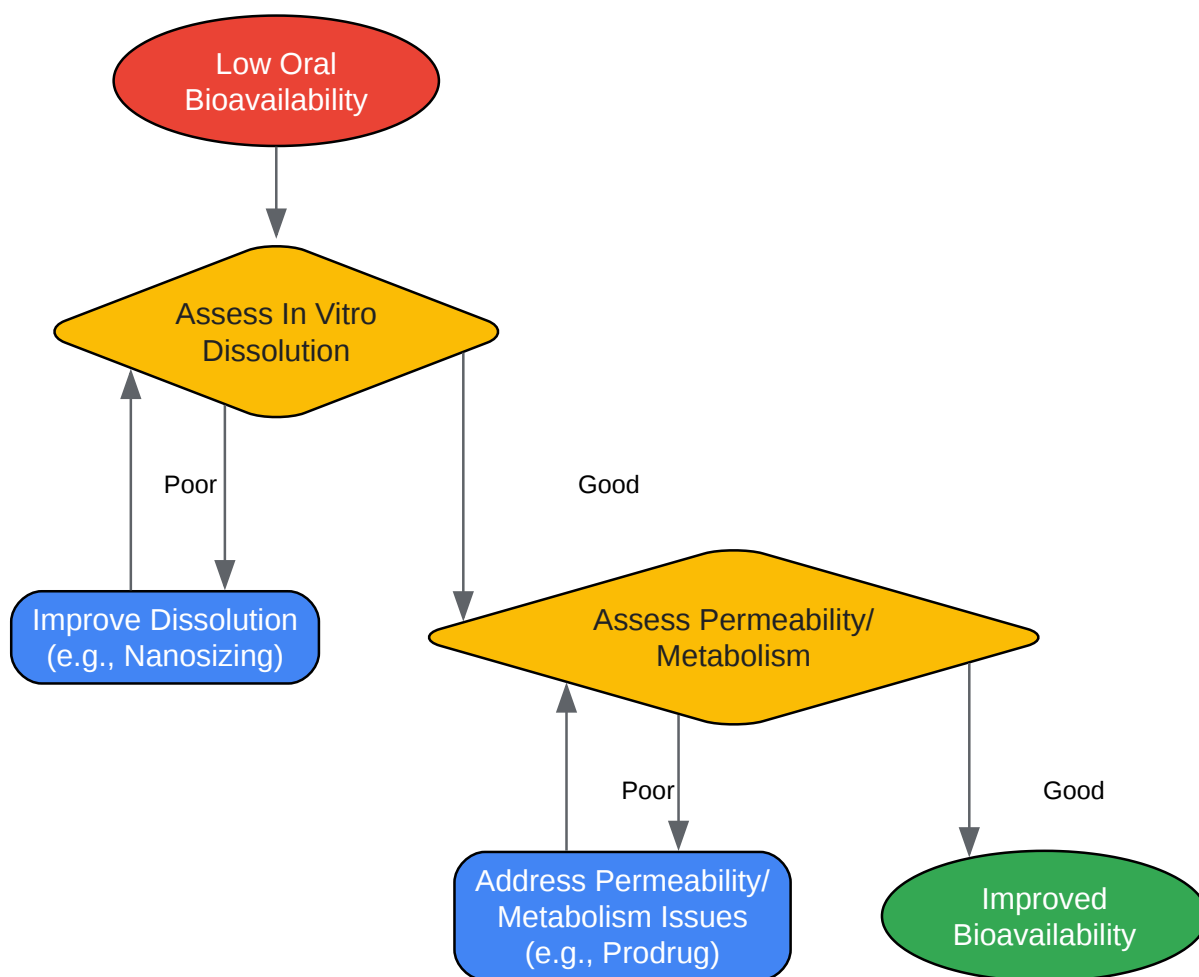 Low Oral
Bioavailability
Assess In Vitro
Dissolution
Poor
Good
Improve Dissolution
(e.g., Nanosizing)
Assess Permeability/
Metabolism
Poor
Good
Address Permeability/
Metabolism Issues
(e.g., Prodrug)
Improved
Bioavailability